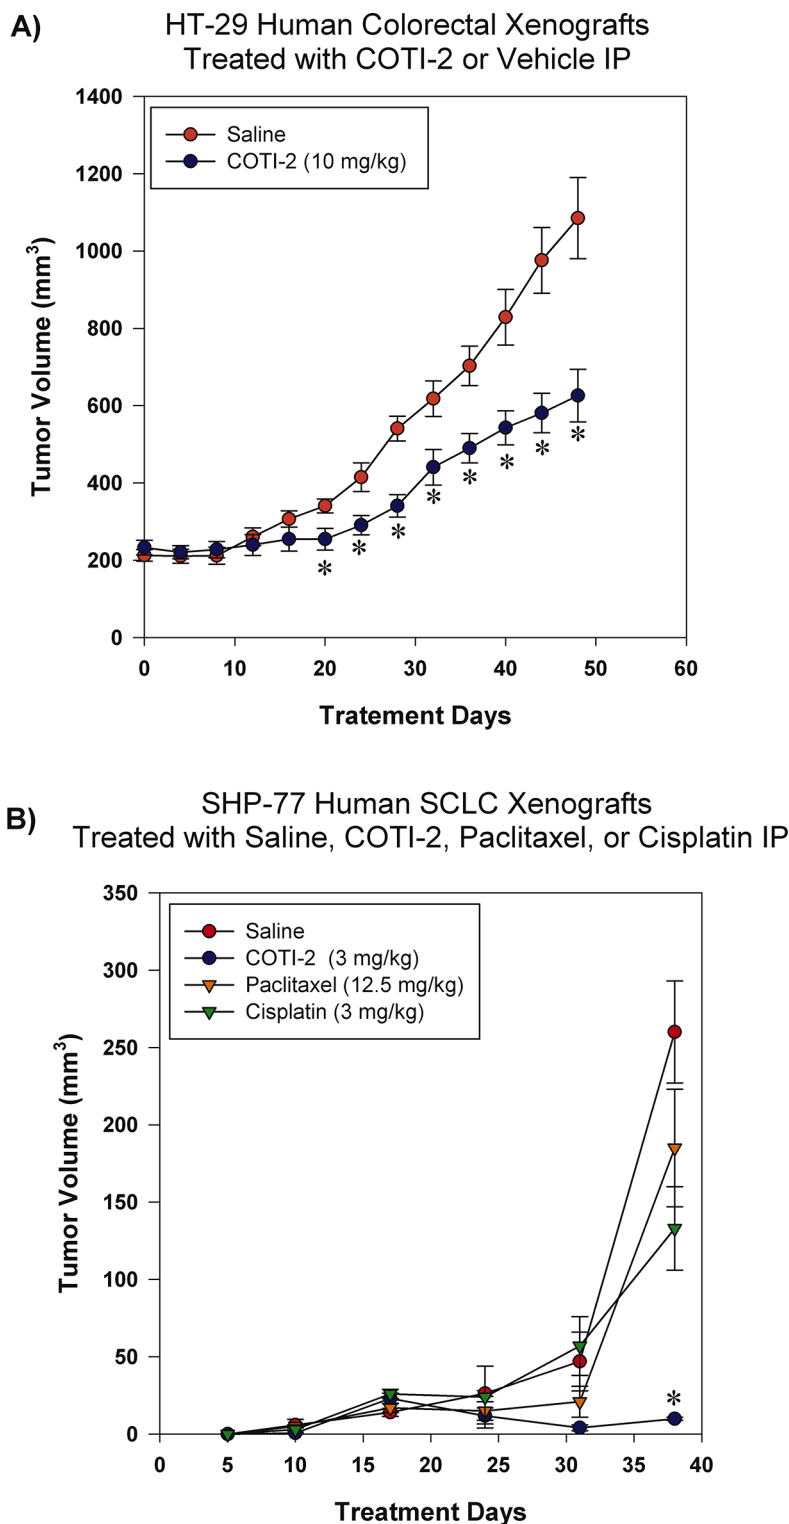 A)
HT-29 Human Colorectal Xenografts
Treated with COTI-2 or Vehicle IP
1400
1200
1000
800
600
400
200
0
Tumor Volume (mm³)
Saline
COTI-2 (10 mg/kg)
* * * * * * * *
0 10 20 30 40 50 60
Tratement Days
B)
SHP-77 Human SCLC Xenografts
Treated with Saline, COTI-2, Paclitaxel, or Cisplatin IP
350
300
250
200
150
100
50
0
Tumor Volume (mm³)
Saline
COTI-2 (3 mg/kg)
Paclitaxel (12.5 mg/kg)
Cisplatin (3 mg/kg)
*
0 5 10 15 20 25 30 35 40
Treatment Days